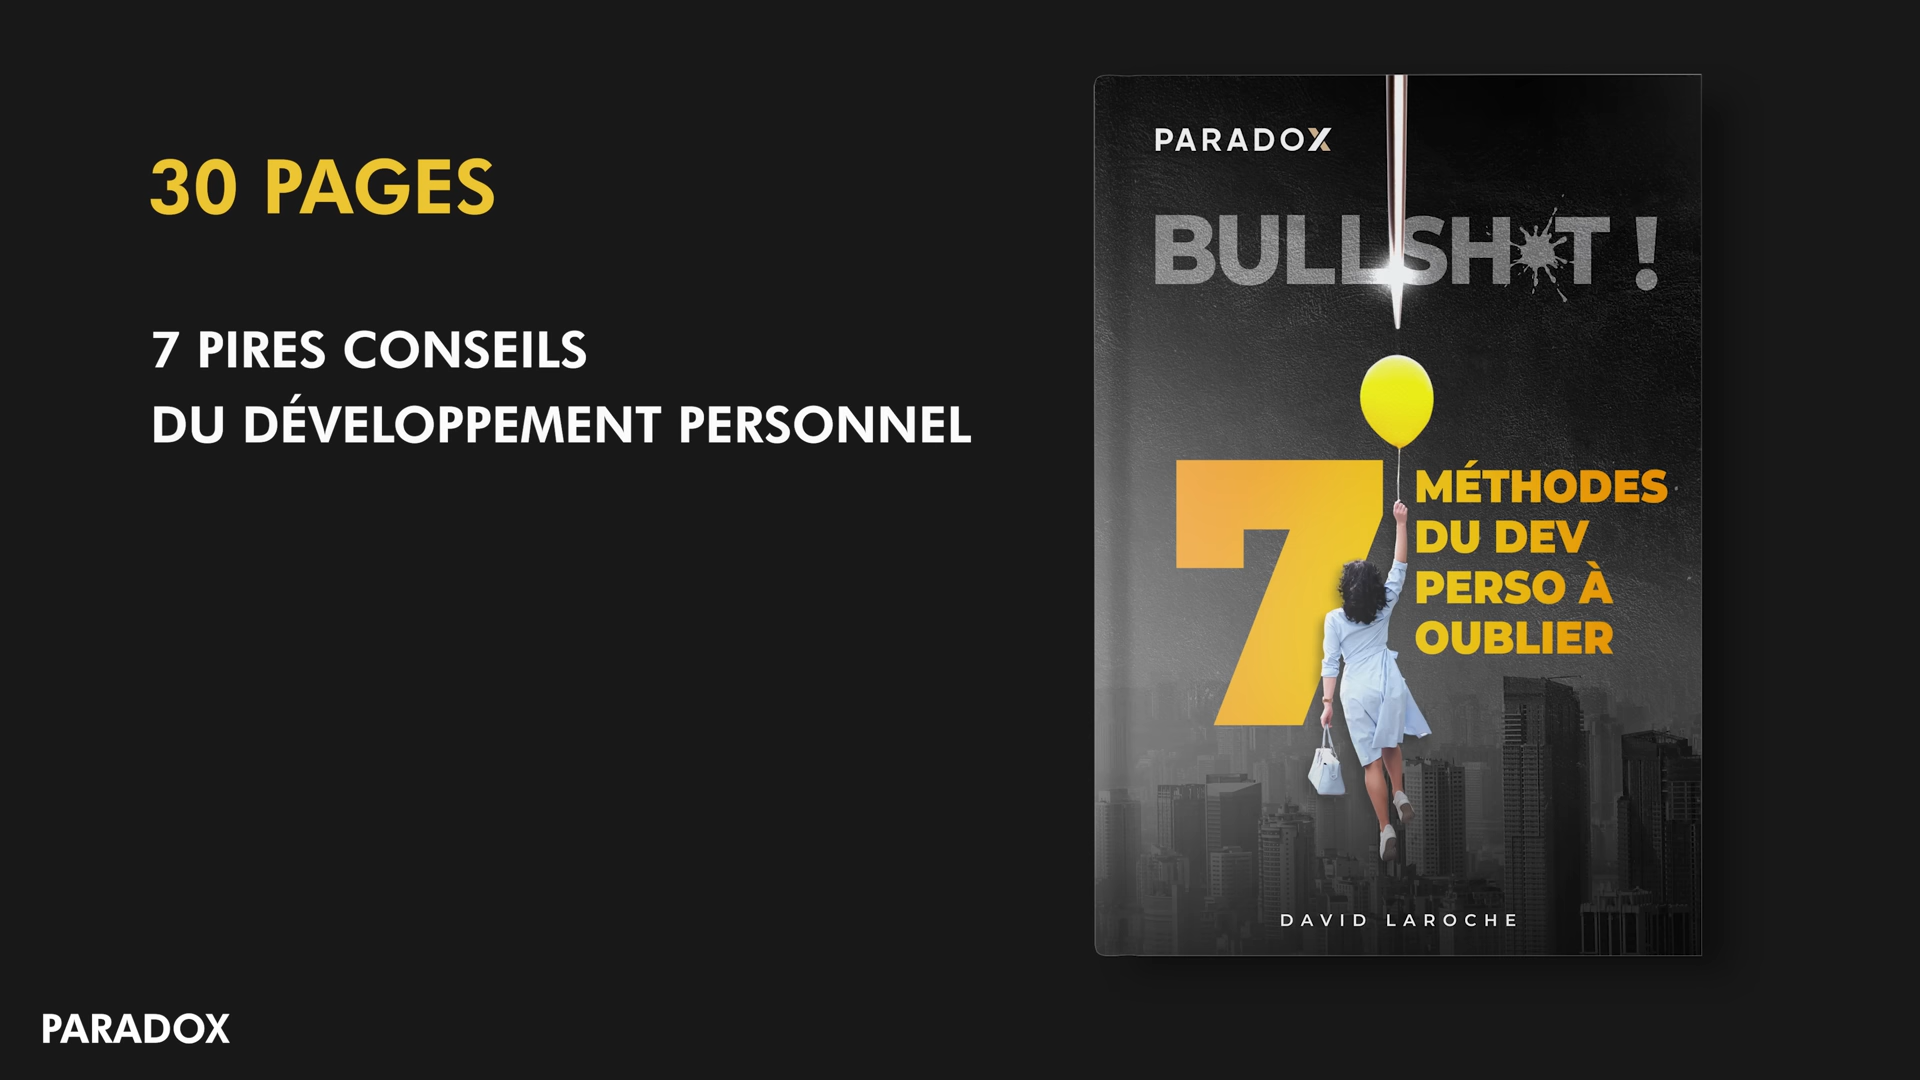 30 PAGES
7 PIRES CONSEILS
DU DÉVELOPPEMENT PERSONNEL
PARADOX
BULLSH*T !
7
MÉTHODES
DU DEV
PERSO À
OUBLIER
DAVID LAROCHE
PARADOX